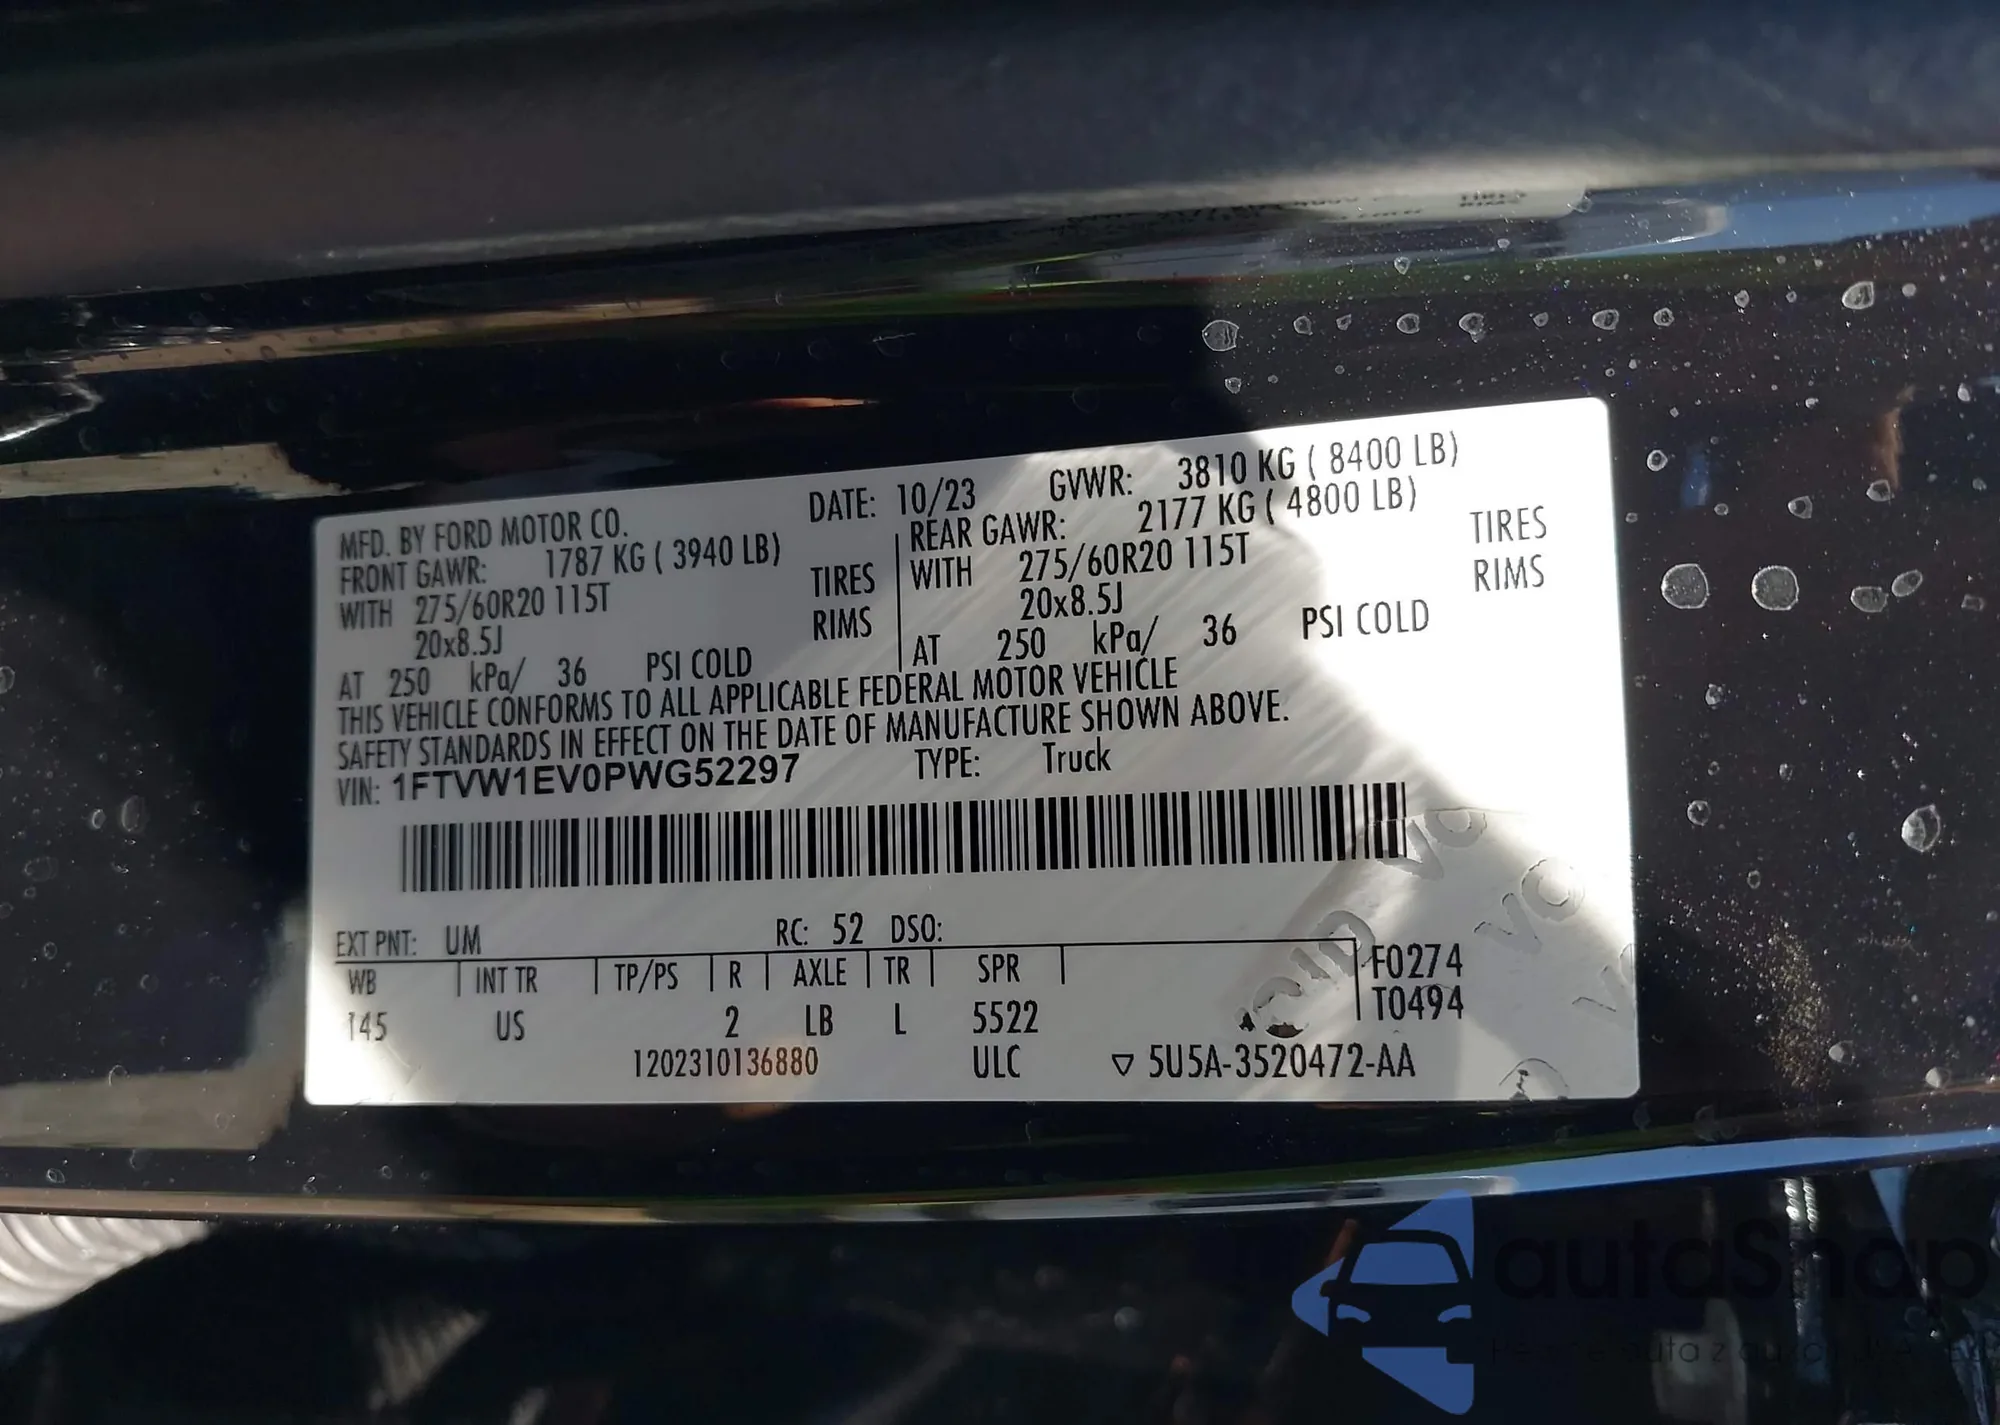 MFD. BY FORD MOTOR CO. DATE: 10/23 GVWR: 3810 KG ( 8400 LB)
FRONT GAWR: 1787 KG ( 3940 LB) REAR GAWR: 2177 KG ( 4800 LB)
WITH 275/60R20 115T TIRES WITH 275/60R20 115T TIRES
20x8.5J RIMS 20x8.5J RIMS
AT 250 kPa/ 36 PSI COLD AT 250 kPa/ 36 PSI COLD
THIS VEHICLE CONFORMS TO ALL APPLICABLE FEDERAL MOTOR VEHICLE
SAFETY STANDARDS IN EFFECT ON THE DATE OF MANUFACTURE SHOWN ABOVE.
VIN: 1FTVW1EV0PWG52297 TYPE: Truck
EXT PNT: UM RC: 52 DSO:
WB INT TR TP/PS R AXLE TR SPR F0274
145 US 2 LB L 5522 T0494
1202310136880 ULC ▽ 5U5A-3520472-AA
autaSnap